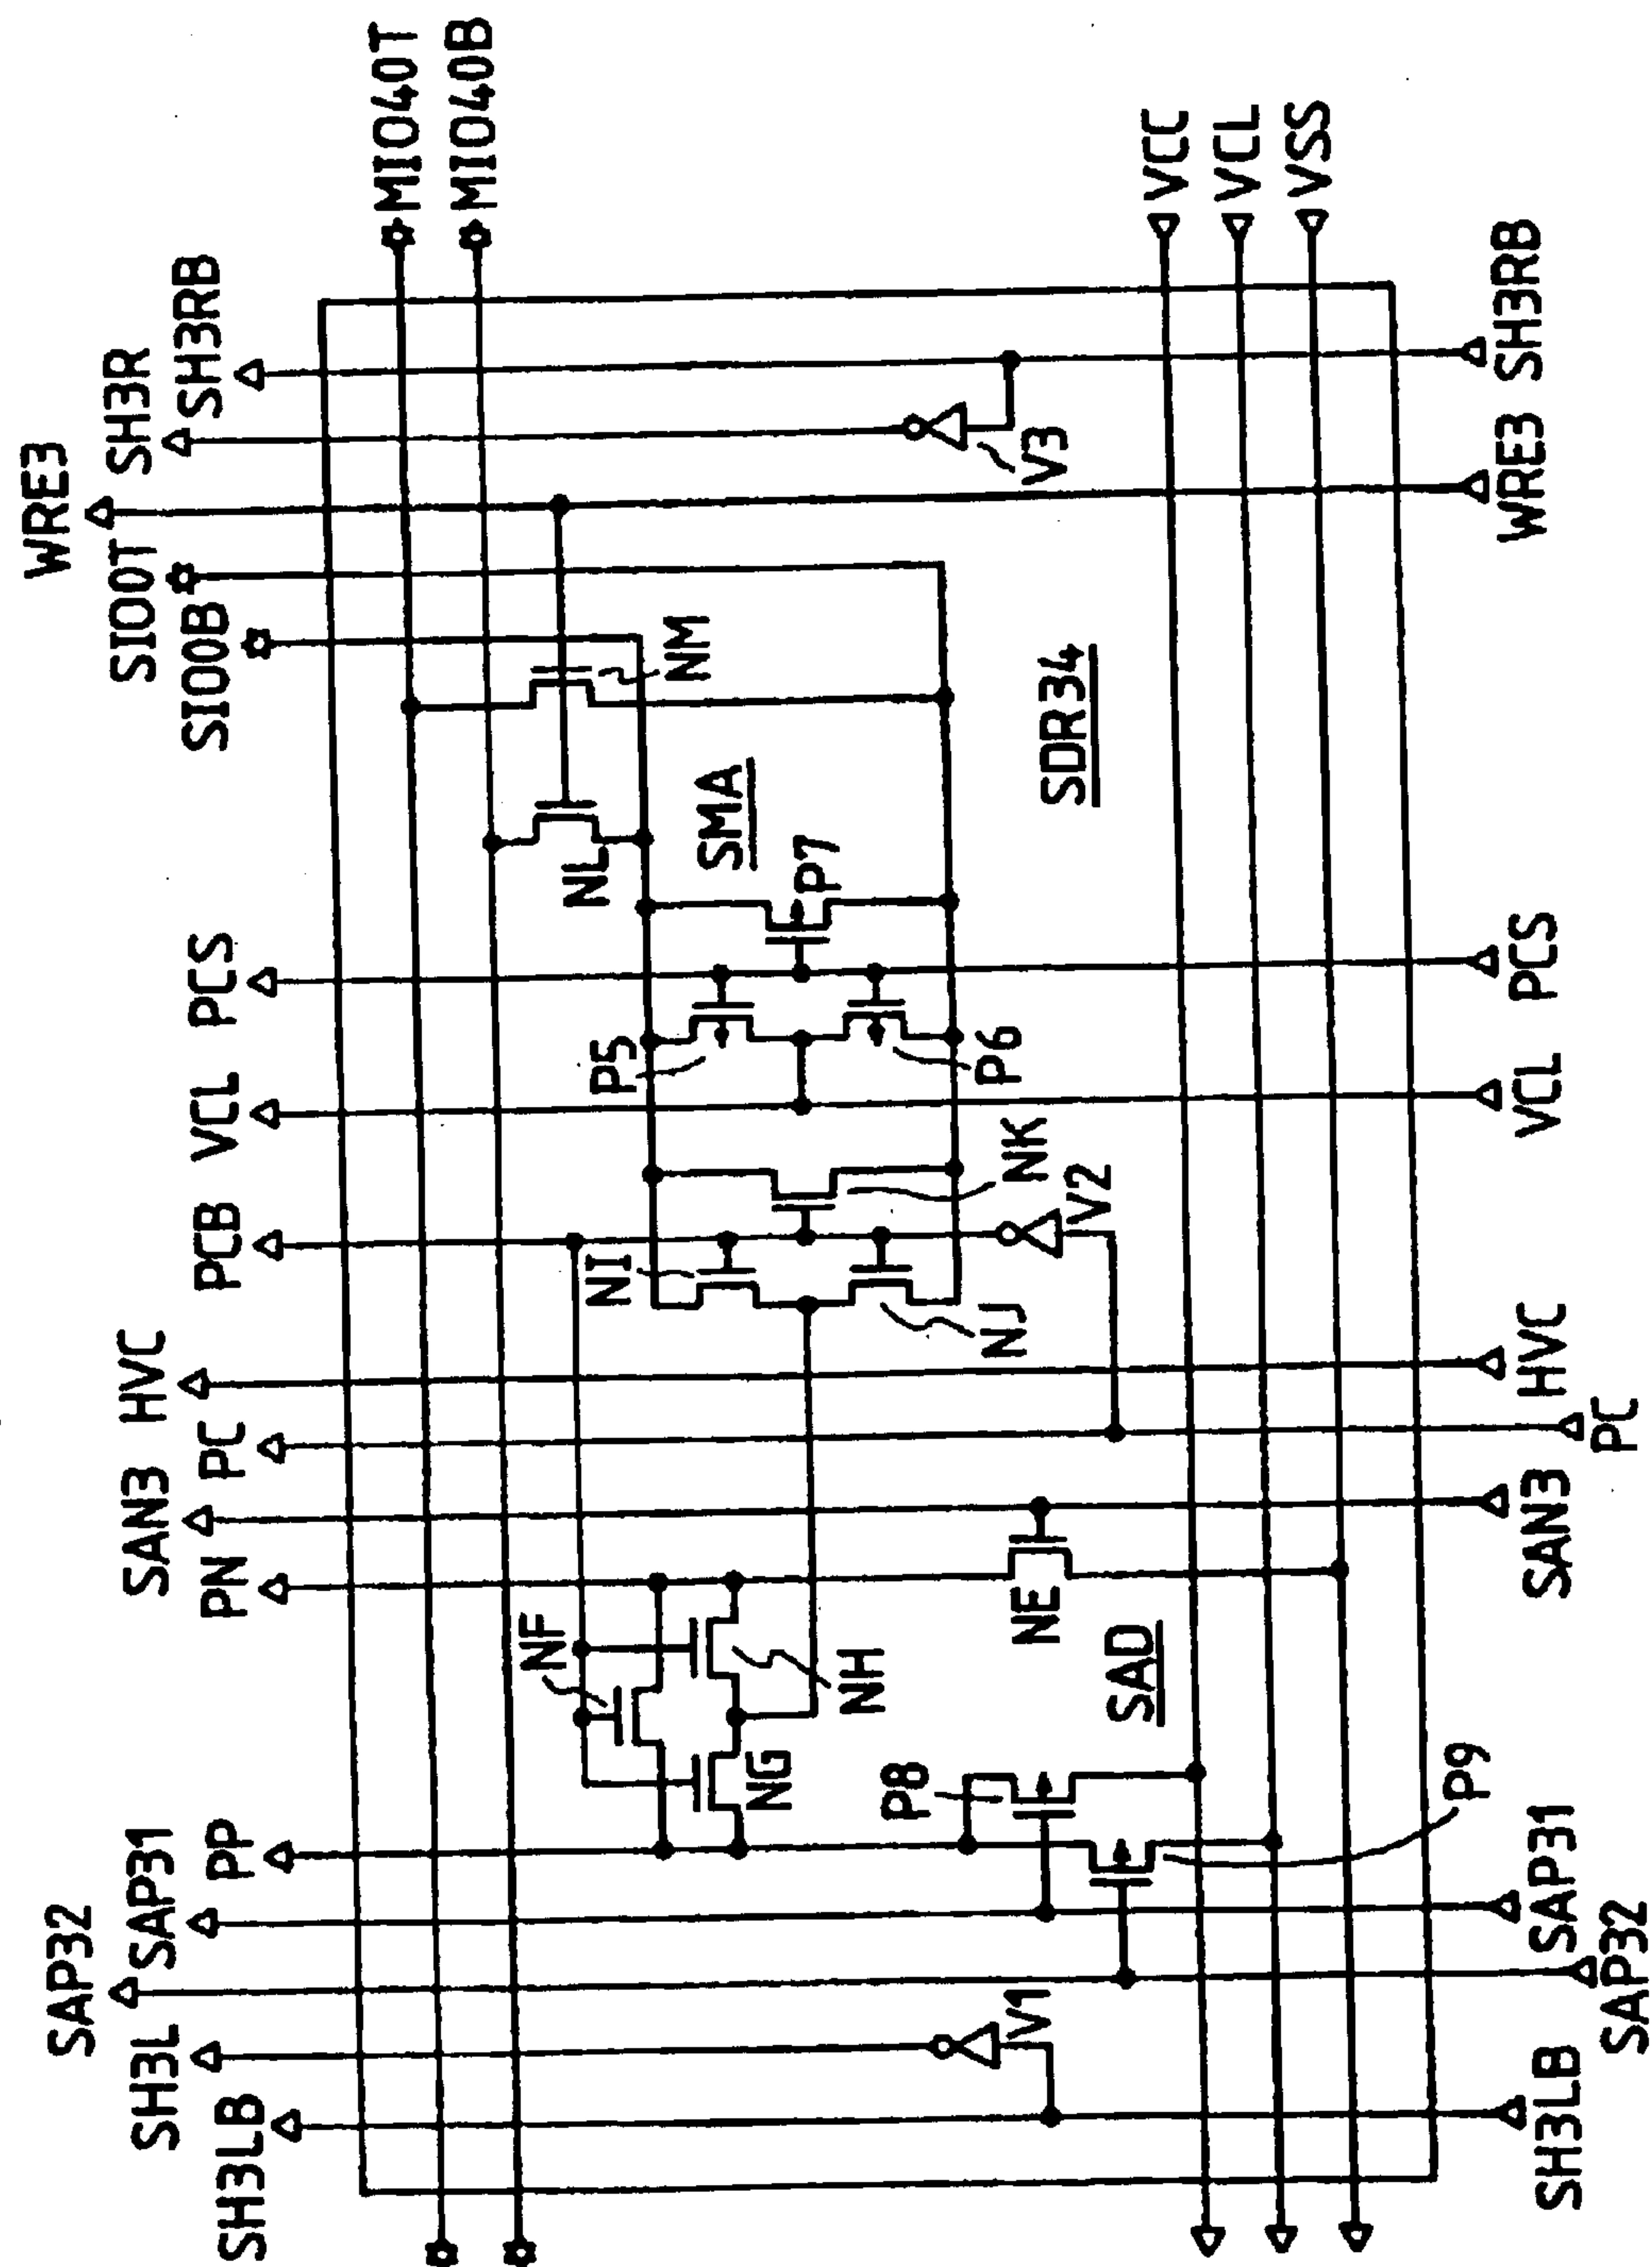 SH3LB
SH3L
SAP32
SAP31
PP
PN
SAN3
PC
HVC
PCB
VCL
PCS
SIO0B
SIO0T
WRE3
SH3R
SH3RB
MIO40T
MIO40B
NF
NG
NH
NI
NJ
NK
P5
P6
P7
NL
NM
SMA
V1
P8
P9
SAD
NE
V2
SDR34
V3
VCC
VCL
VSS
SH3LB
SAP32
SAP31
SAN3
PC
HVC
VCL
PCS
WRE3
SH3RB